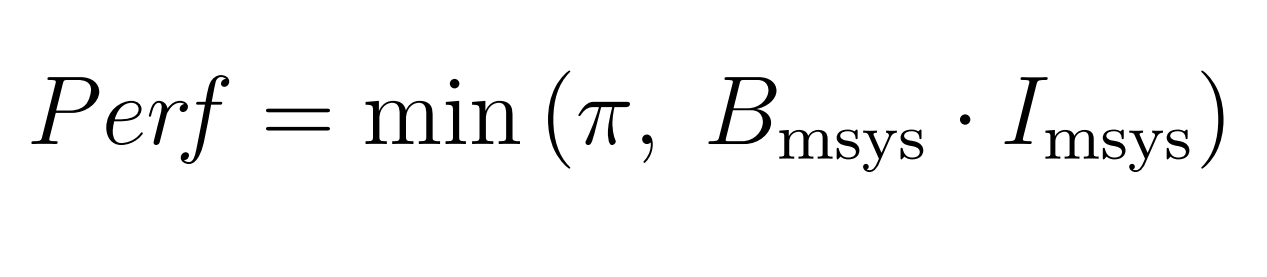 Perf = min (π, B_msys · I_msys)